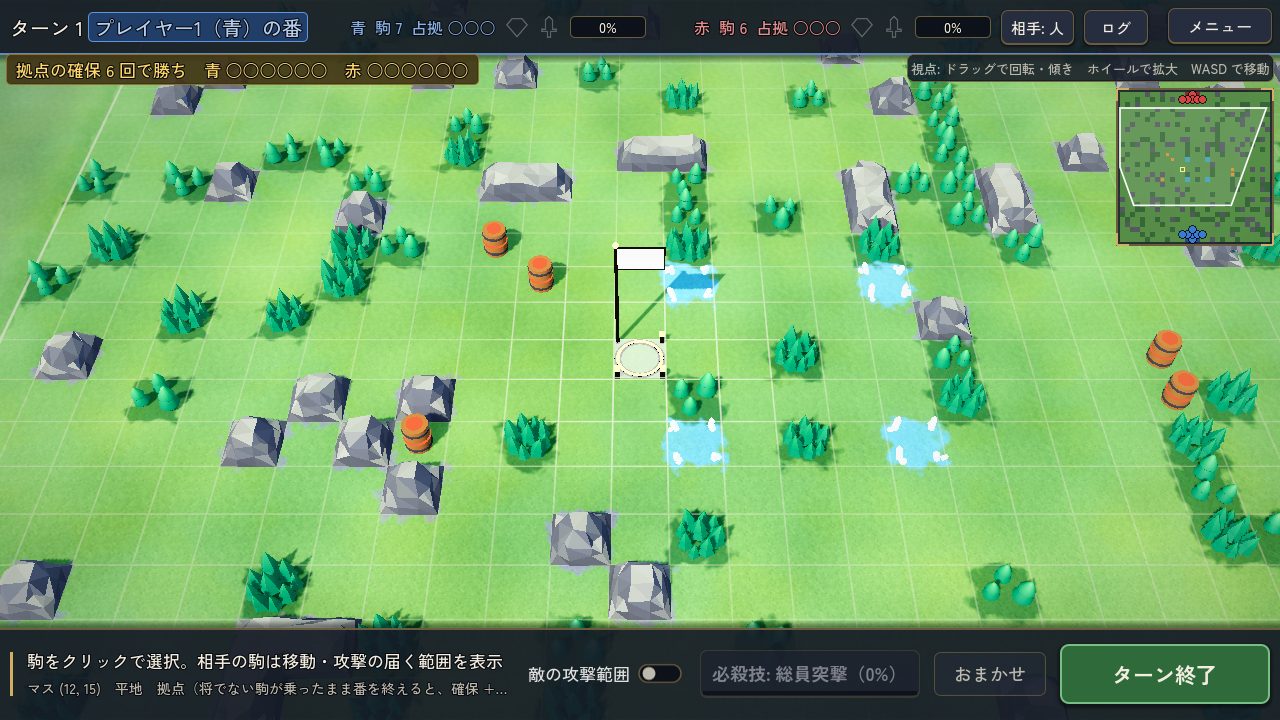 ターン 1 プレイヤー1（青）の番 青 駒 7 占拠 〇〇〇 0% 赤 駒 6 占拠 〇〇〇 0% 相手: 人 ログ メニュー
拠点の確保 6 回で勝ち 青 〇〇〇〇〇〇 赤 〇〇〇〇〇〇
視点: ドラッグで回転・傾き ホイールで拡大 WASD で移動
駒をクリックで選択。相手の駒は移動・攻撃の届く範囲を表示
マス (12, 15) 平地 拠点（将でない駒が乗ったまま番を終えると、確保 +…
敵の攻撃範囲
必殺技: 総員突撃（0%）
おまかせ
ターン終了